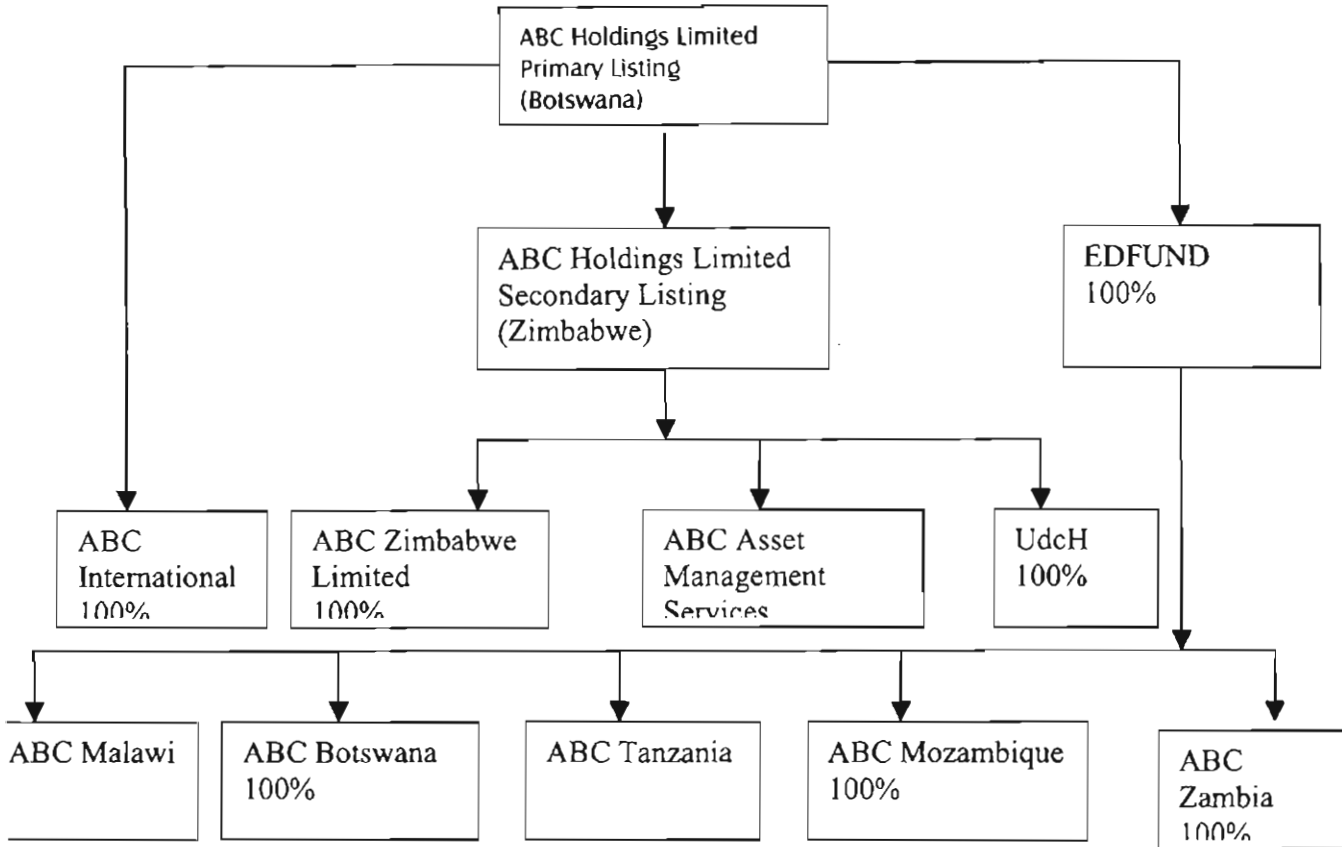 ABC Holdings Limited
Primary Listing
(Botswana)
ABC Holdings Limited
Secondary Listing
(Zimbabwe)
EDFUND
100%
ABC
International
100%
ABC Zimbabwe
Limited
100%
ABC Asset
Management
Services
UdcH
100%
ABC Malawi
ABC Botswana
100%
ABC Tanzania
ABC Mozambique
100%
ABC
Zambia
100%